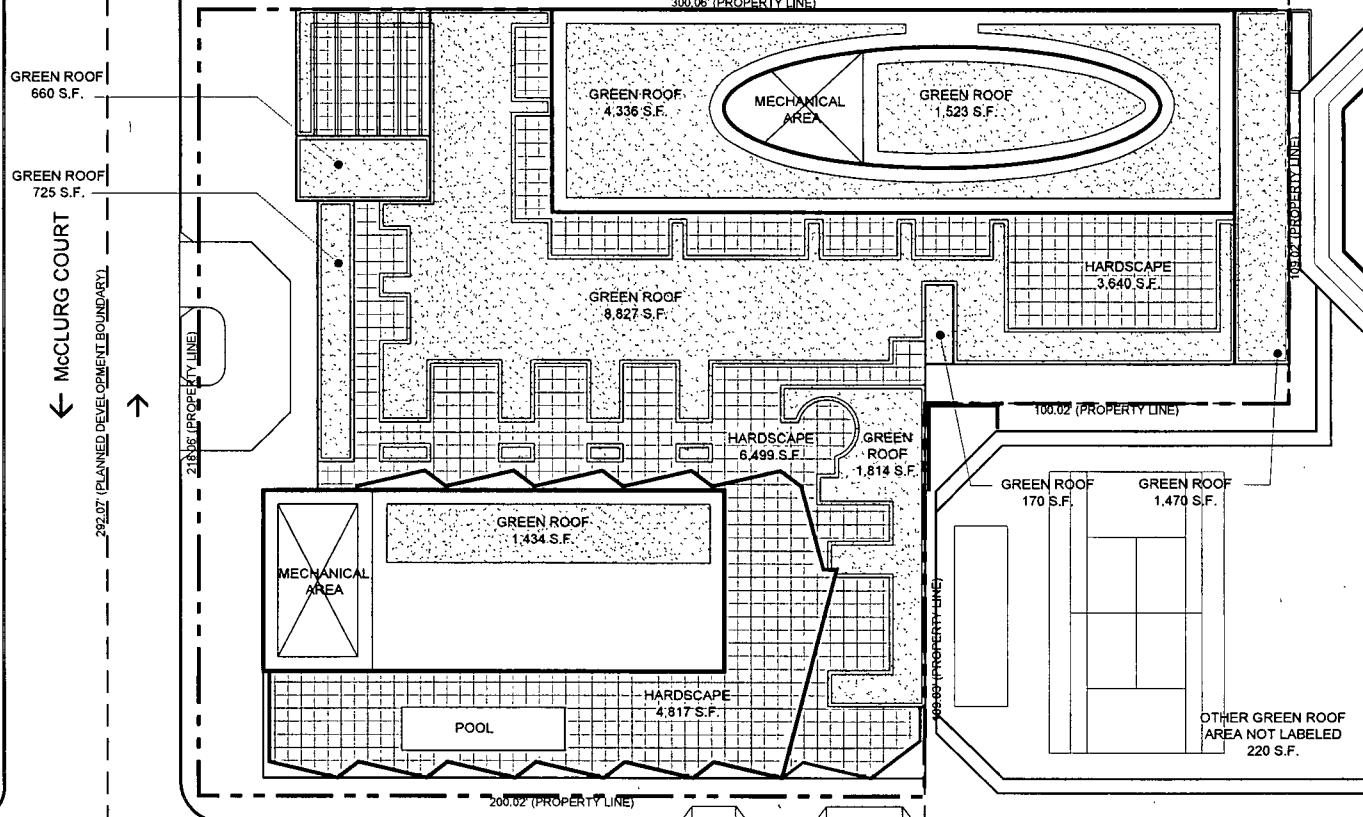 300.06' (PROPERTY LINE)
GREEN ROOF
660 S.F.
GREEN ROOF
4,336 S.F.
MECHANICAL
AREA
GREEN ROOF
1,523 S.F.
GREEN ROOF
725 S.F.
← McCLURG COURT
292.07' (PLANNED DEVELOPMENT BOUNDARY)
218.06' (PROPERTY LINE)
109.02' (PROPERTY LINE)
HARDSCAPE
3,640 S.F.
GREEN ROOF
8,827 S.F.
100.02' (PROPERTY LINE)
HARDSCAPE
6,499 S.F.
GREEN
ROOF
1,814 S.F.
GREEN ROOF
170 S.F.
GREEN ROOF
1,470 S.F.
GREEN ROOF
1,434 S.F.
MECHANICAL
AREA
109.03' (PROPERTY LINE)
HARDSCAPE
4,817 S.F.
POOL
OTHER GREEN ROOF
AREA NOT LABELED
220 S.F.
200.02' (PROPERTY LINE)